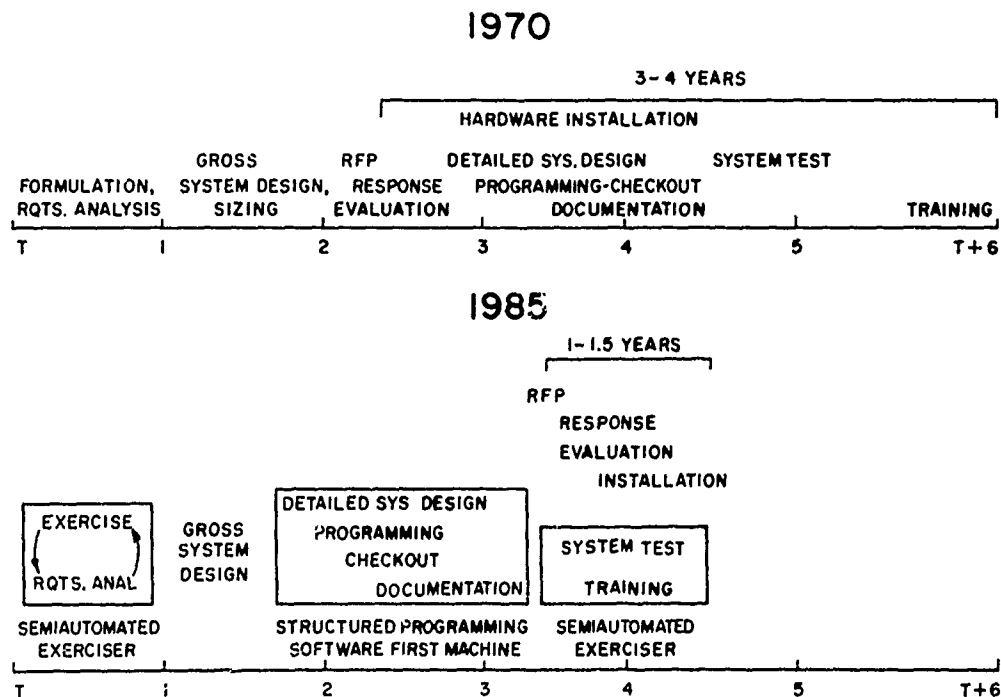 1970
3-4 YEARS
HARDWARE INSTALLATION
GROSS
SYSTEM DESIGN,
SIZING
RFP
RESPONSE
EVALUATION
DETAILED SYS. DESIGN
PROGRAMMING-CHECKOUT
DOCUMENTATION
SYSTEM TEST
FORMULATION,
RQTS. ANALYSIS
TRAINING
T 1 2 3 4 5 T+6
1985
1-1.5 YEARS
RFP
RESPONSE
EVALUATION
INSTALLATION
EXERCISE
RQTS. ANAL
GROSS
SYSTEM
DESIGN
DETAILED SYS DESIGN
PROGRAMMING
CHECKOUT
DOCUMENTATION
SYSTEM TEST
TRAINING
SEMIAUTOMATED
EXERCISER
STRUCTURED PROGRAMMING
SOFTWARE FIRST MACHINE
SEMIAUTOMATED
EXERCISER
T 1 2 3 4 5 T+6